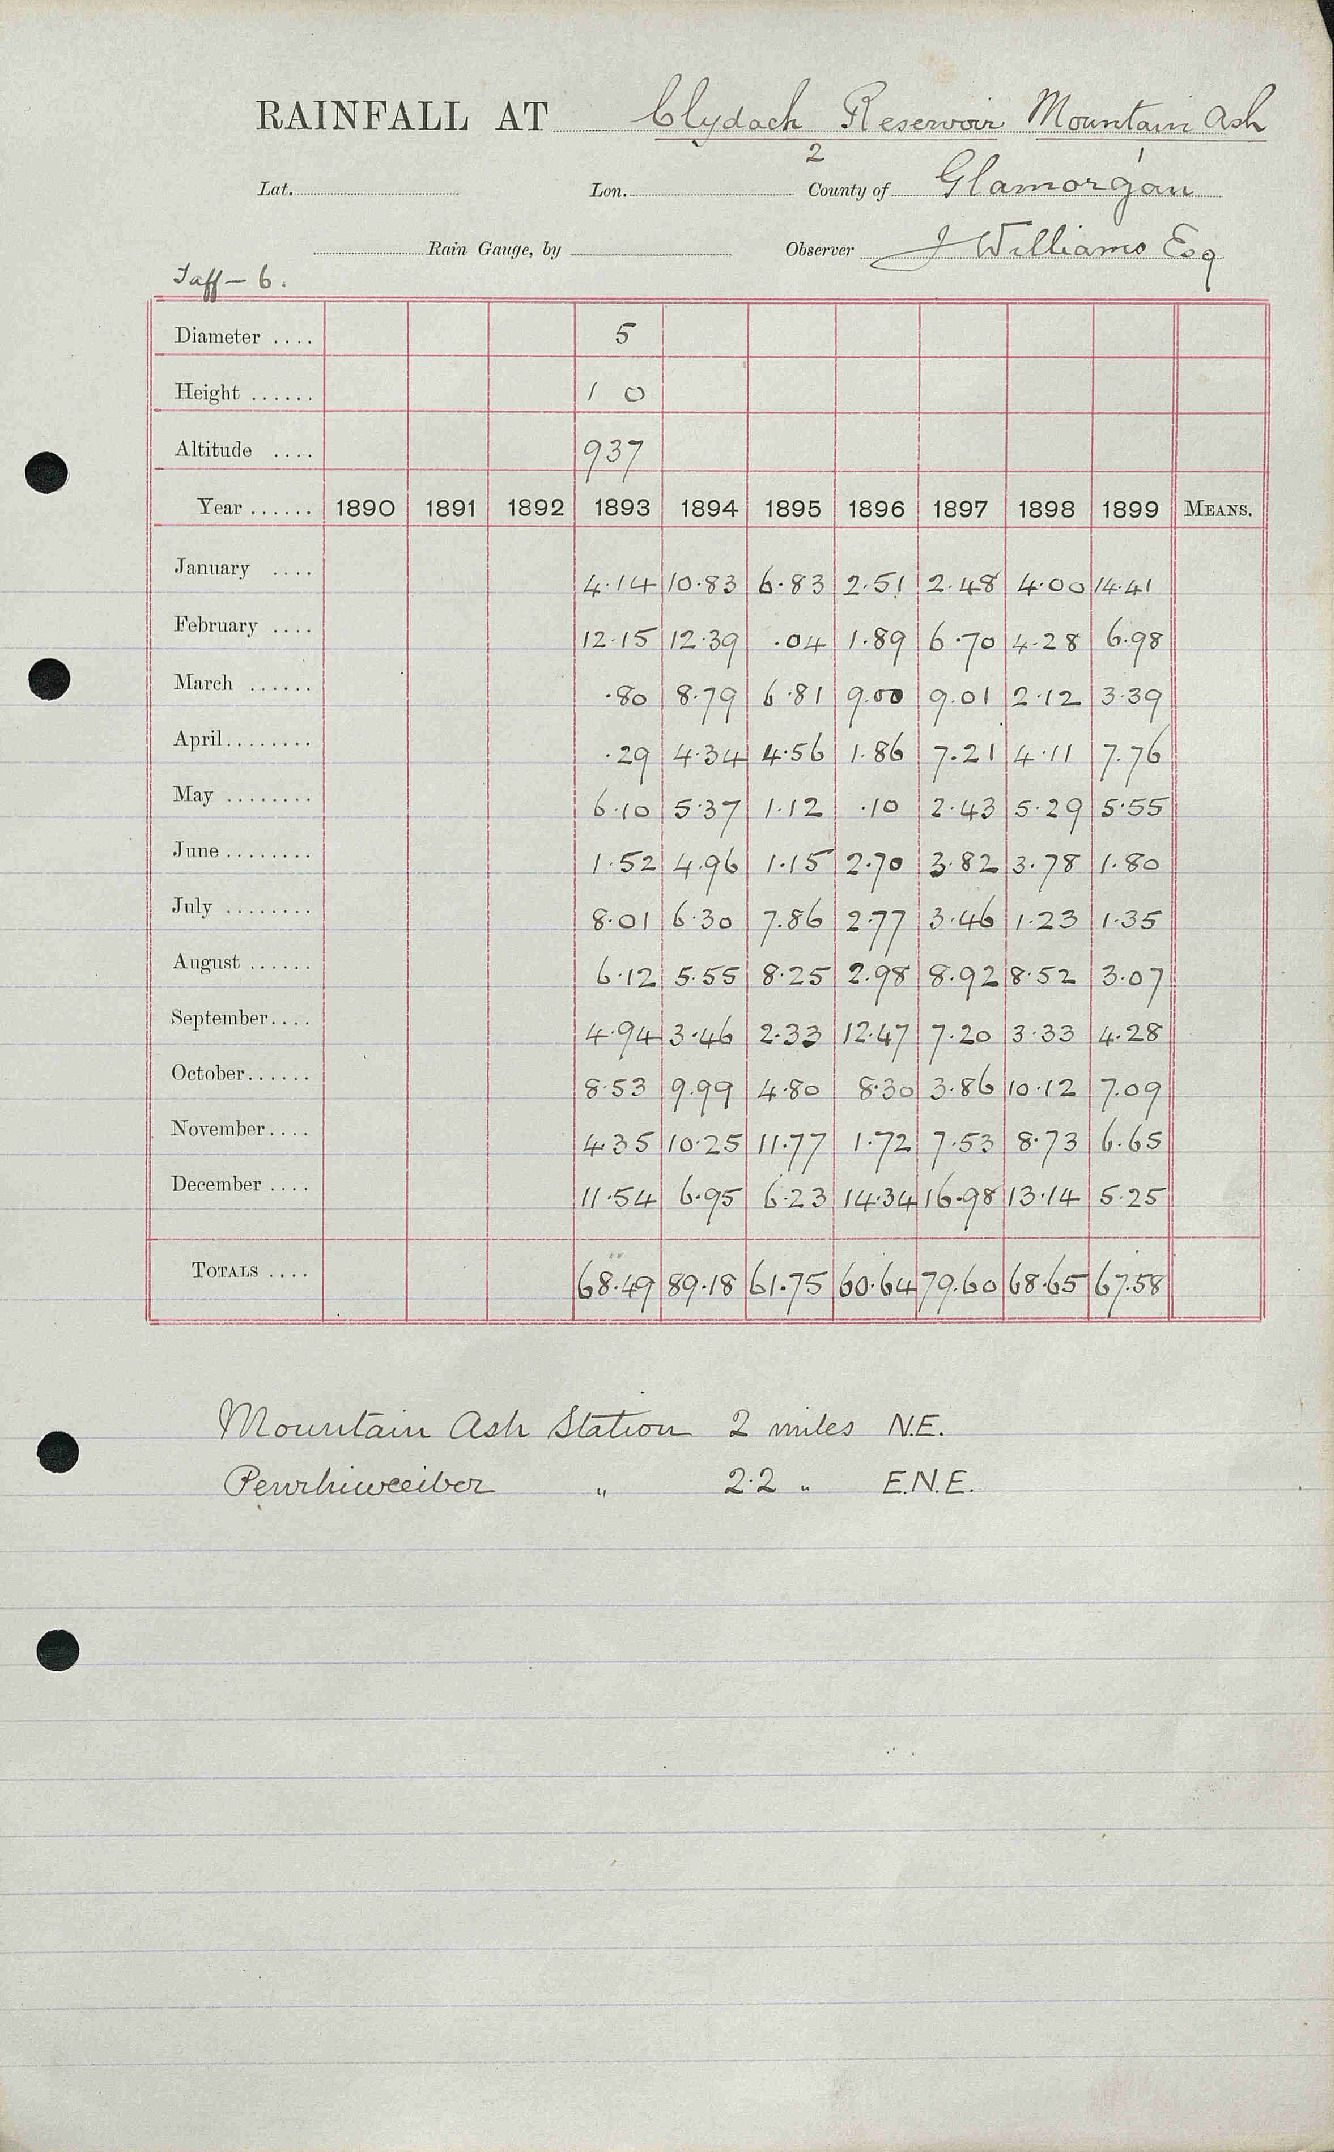 RAINFALL AT Clydach Reservoir Mountain Ash
2 1
Lat. Lon. County of Glamorgan
Rain Gauge, by Observer J Williams Esq
Taff - 6.
Diameter .... 5
Height ...... 1 0
Altitude .... 937
Year ...... 1890 1891 1892 1893 1894 1895 1896 1897 1898 1899 MEANS.
January .... 4.14 10.83 6.83 2.51 2.48 4.00 14.41
February .... 12.15 12.39 .04 1.89 6.70 4.28 6.98
March ...... .80 8.79 6.81 9.00 9.01 2.12 3.39
April........ .29 4.34 4.56 1.86 7.21 4.11 7.76
May ........ 6.10 5.37 1.12 .10 2.43 5.29 5.55
June ........ 1.52 4.96 1.15 2.70 3.82 3.78 1.80
July ........ 8.01 6.30 7.86 2.77 3.46 1.23 1.35
August ...... 6.12 5.55 8.25 2.98 8.92 8.52 3.07
September.... 4.94 3.46 2.33 12.47 7.20 3.33 4.28
October...... 8.53 9.99 4.80 8.30 3.86 10.12 7.09
November.... 4.35 10.25 11.77 1.72 7.53 8.73 6.65
December .... 11.54 6.95 6.23 14.34 16.98 13.14 5.25
TOTALS .... 68.49 89.18 61.75 60.64 79.60 68.65 67.58
Mountain Ash Station 2 miles N.E.
Penrhiwceiber " 2.2 " E.N.E.